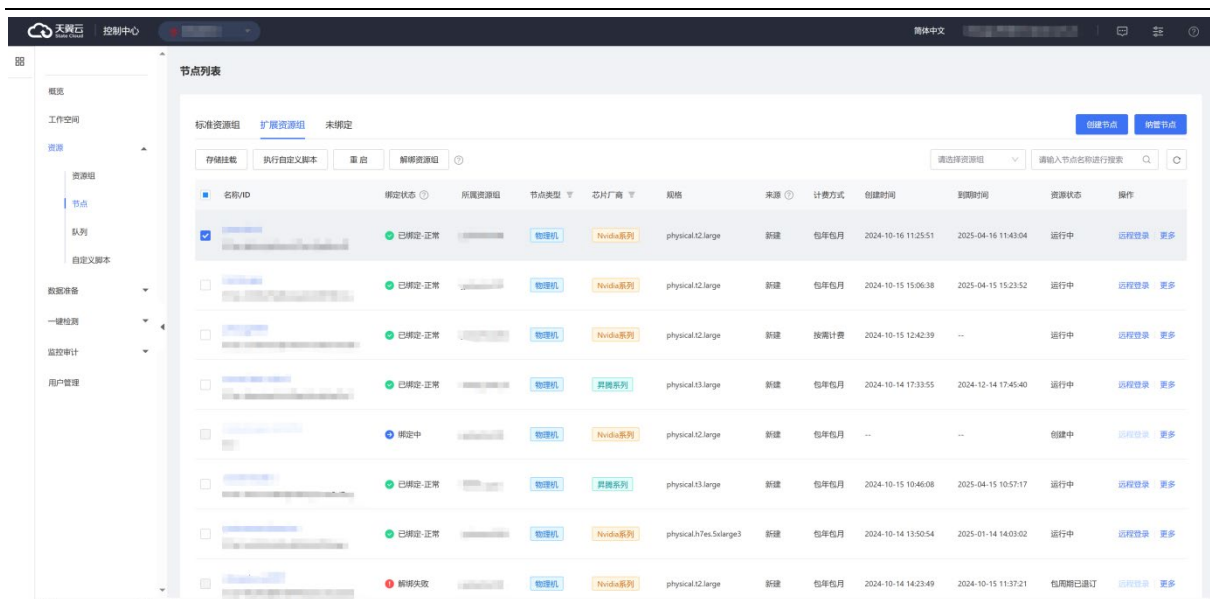 天翼云 State Cloud 控制中心 简体中文
节点列表
概览
工作空间
资源
资源组
节点
队列
自定义脚本
数据准备
一键检测
监控审计
用户管理
标准资源组 扩展资源组 未绑定 创建节点 纳管节点
存储挂载 执行自定义脚本 重启 解绑资源组 请选择资源组 请输入节点名称进行搜索
名称/ID 绑定状态 所属资源组 节点类型 芯片厂商 规格 来源 计费方式 创建时间 到期时间 资源状态 操作
已绑定-正常 物理机 Nvidia系列 physical.t2.large 新建 包年包月 2024-10-16 11:25:51 2025-04-16 11:43:04 运行中 远程登录 更多
已绑定-正常 物理机 Nvidia系列 physical.t2.large 新建 包年包月 2024-10-15 15:06:38 2025-04-15 15:23:52 运行中 远程登录 更多
已绑定-正常 物理机 Nvidia系列 physical.t2.large 新建 按需计费 2024-10-15 12:42:39 -- 运行中 远程登录 更多
已绑定-正常 物理机 昇腾系列 physical.t3.large 新建 包年包月 2024-10-14 17:33:55 2024-12-14 17:45:40 运行中 远程登录 更多
绑定中 物理机 Nvidia系列 physical.t2.large 新建 包年包月 -- -- 创建中 远程登录 更多
已绑定-正常 物理机 昇腾系列 physical.t3.large 新建 包年包月 2024-10-15 10:46:08 2025-04-15 10:57:17 运行中 远程登录 更多
已绑定-正常 物理机 Nvidia系列 physical.h7es.5xlarge3 新建 包年包月 2024-10-14 13:50:54 2025-01-14 14:03:02 运行中 远程登录 更多
解绑失败 物理机 Nvidia系列 physical.t2.large 新建 包年包月 2024-10-14 14:23:49 2024-10-15 11:37:21 包周期已退订 远程登录 更多